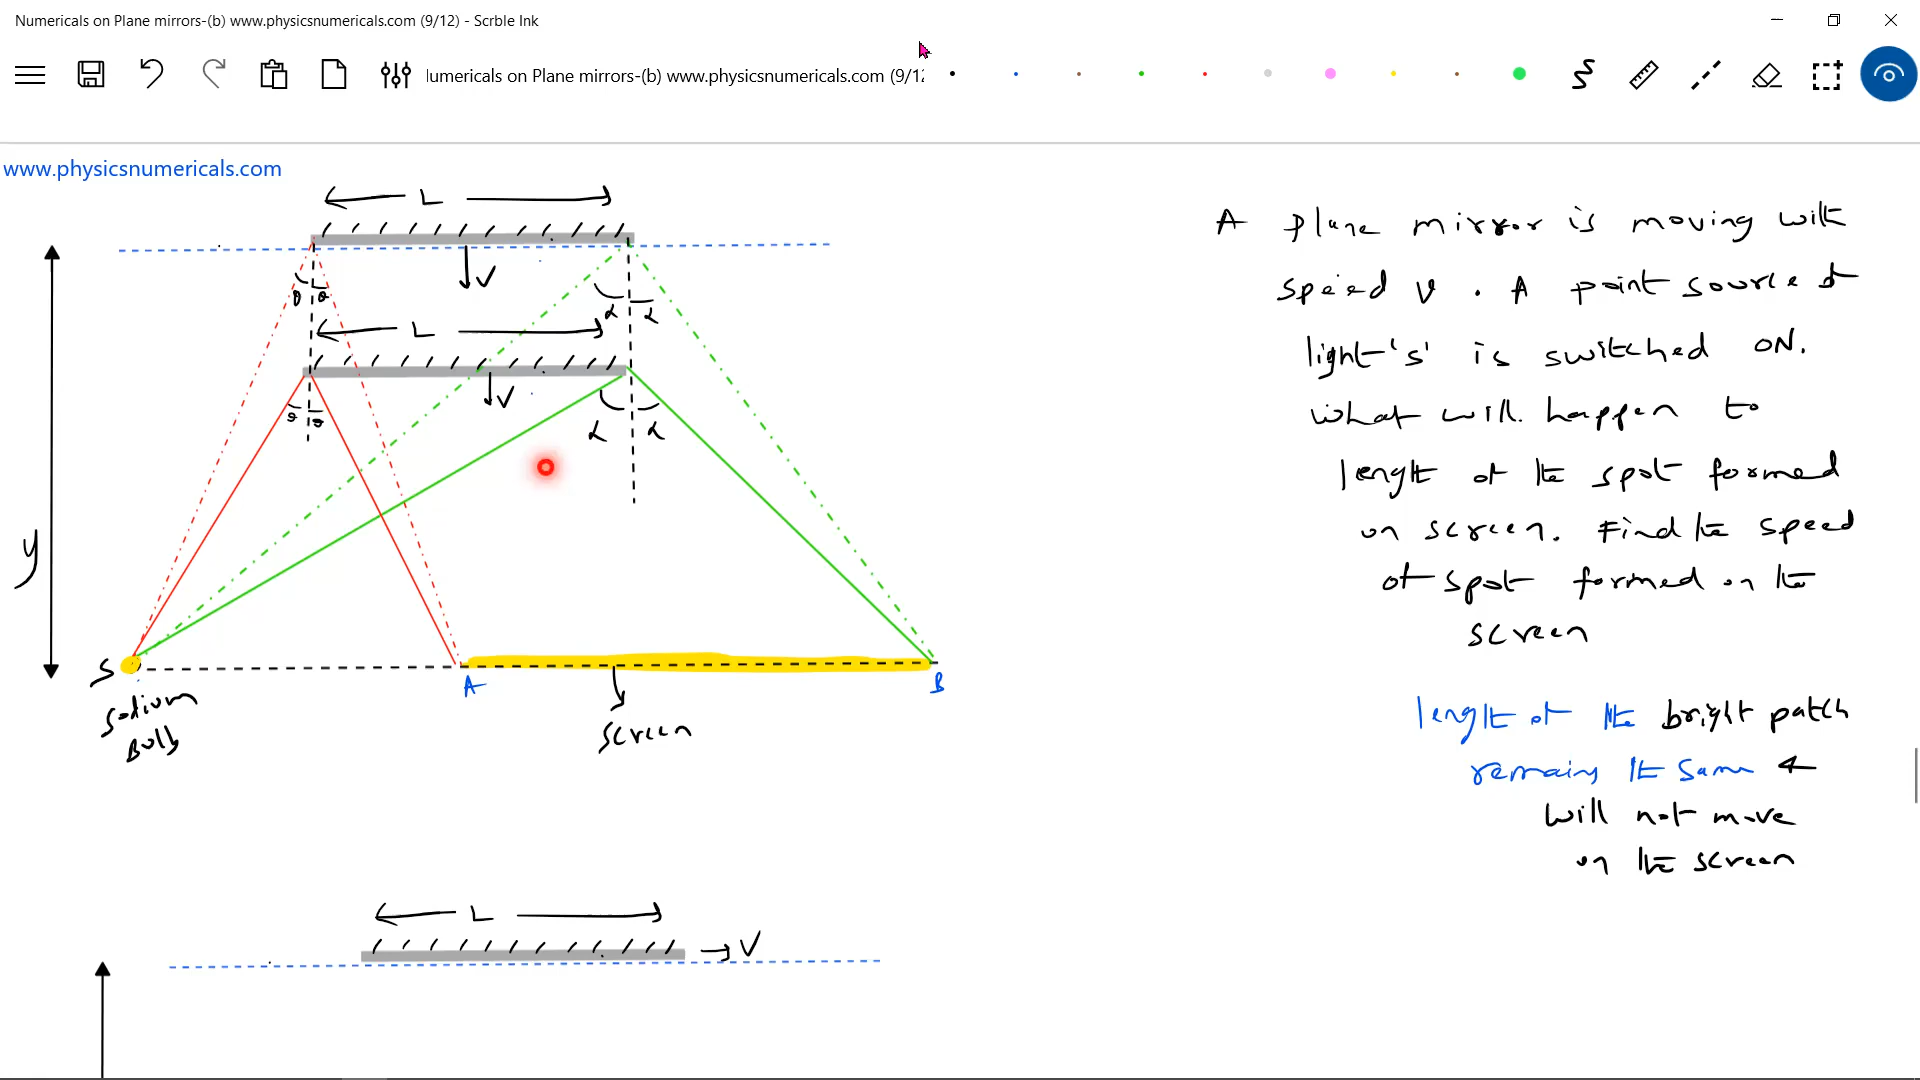 Numericals on Plane mirrors-(b) www.physicsnumericals.com (9/12) - Scrble Ink
umericals on Plane mirrors-(b) www.physicsnumericals.com (9/12
www.physicsnumericals.com
L
V
θ θ
α α
L
V
θ θ
α α
y
S
Sodium
Bulb
A
B
Screen
A plane mirror is moving with
speed V . A point source of
light 'S' is switched ON.
What will happen to
length of the spot formed
on screen. Find the speed
of spot formed on the
screen
length of the bright patch
remains the same &
will not move
on the screen
L
V